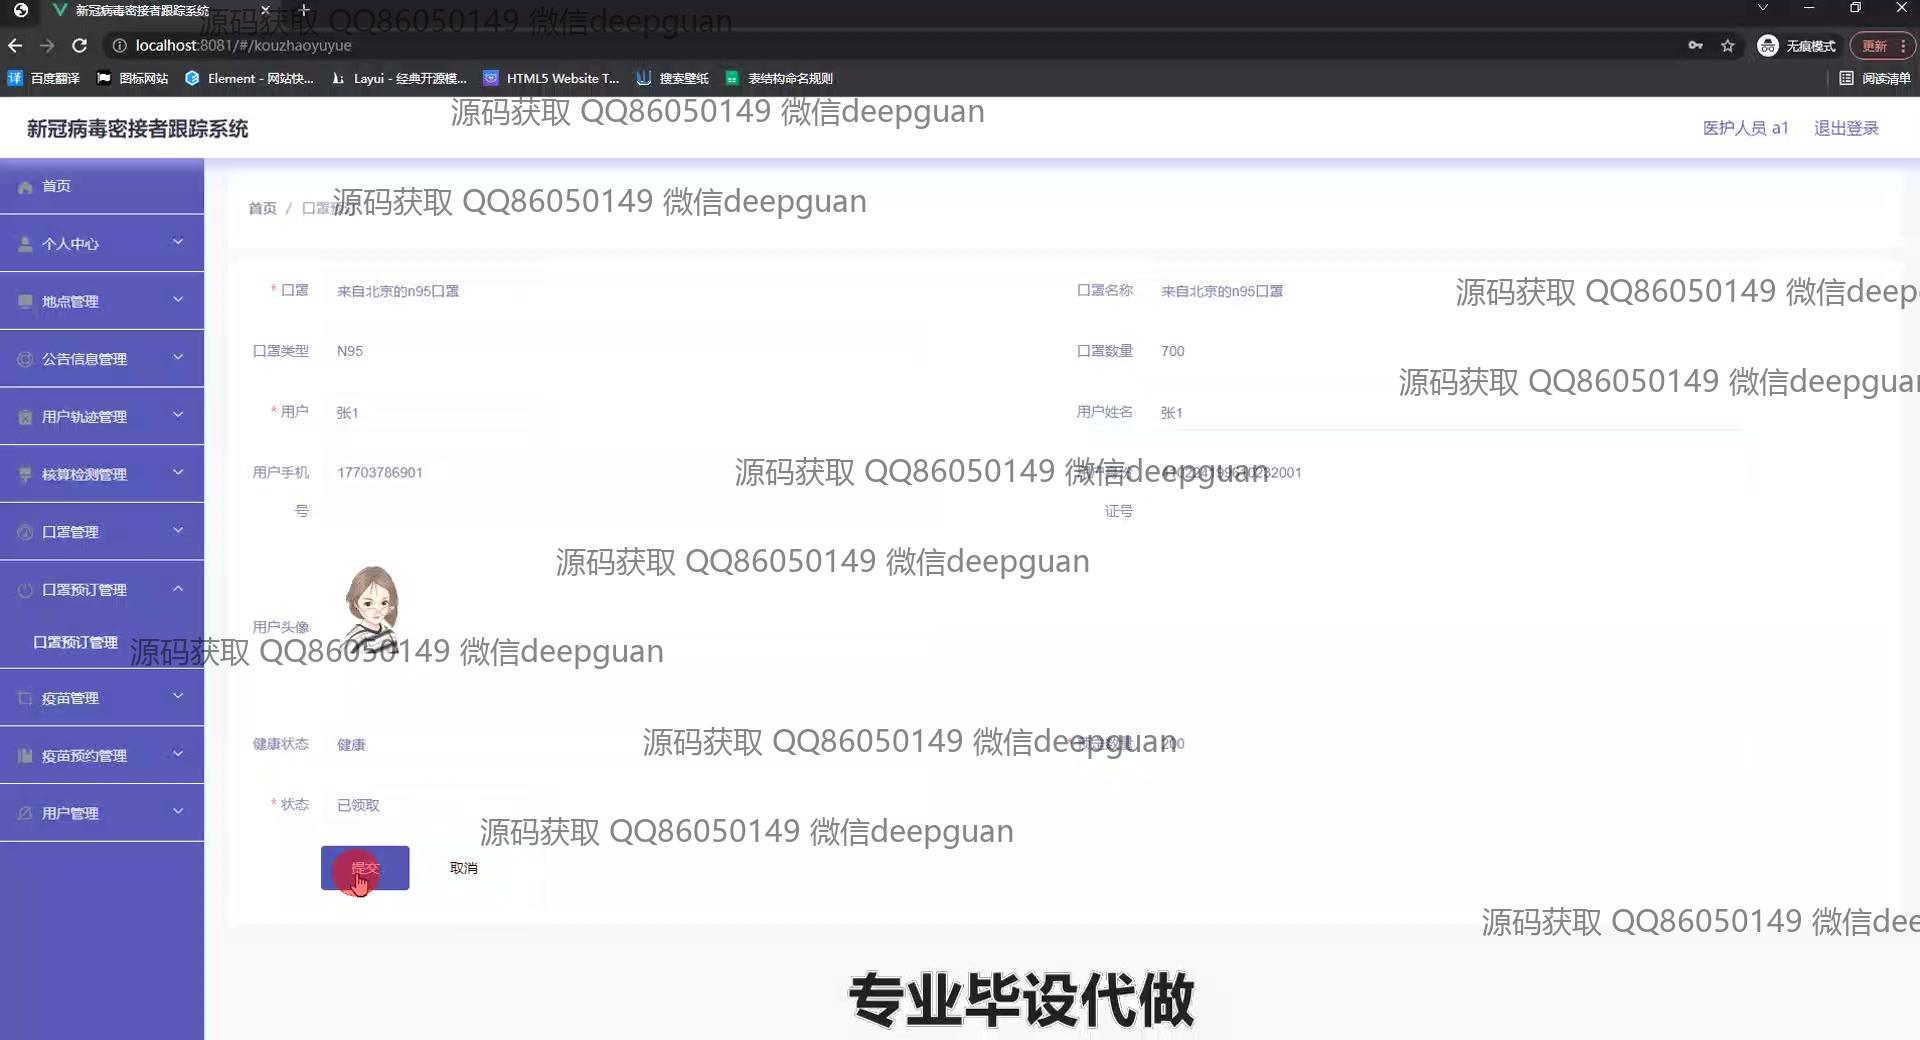 新冠病毒密接者跟踪系统
源码获取 QQ86050149 微信deepguan
localhost:8081/#/kouzhaoyuyue
无痕模式
更新
百度翻译
图标网站
Element - 网站快...
Layui - 经典开源模...
HTML5 Website T...
搜索壁纸
表结构命名规则
阅读清单
源码获取 QQ86050149 微信deepguan
新冠病毒密接者跟踪系统
医护人员 a1
退出登录
首页
个人中心
地点管理
公告信息管理
用户轨迹管理
核算检测管理
口罩管理
口罩预订管理
口罩预订管理
疫苗管理
疫苗预约管理
用户管理
首页 / 口罩
源码获取 QQ86050149 微信deepguan
* 口罩 来自北京的n95口罩
口罩名称 来自北京的n95口罩
源码获取 QQ86050149 微信deep
口罩类型 N95
口罩数量 700
源码获取 QQ86050149 微信deepguan
* 用户 张1
用户姓名 张1
用户手机号 17703786901
源码获取 QQ86050149 微信deepguan
证号
源码获取 QQ86050149 微信deepguan
用户头像
源码获取 QQ86050149 微信deepguan
健康状态 健康
源码获取 QQ86050149 微信deepguan
200
* 状态 已领取
源码获取 QQ86050149 微信deepguan
提交
取消
源码获取 QQ86050149 微信dee
专业毕设代做